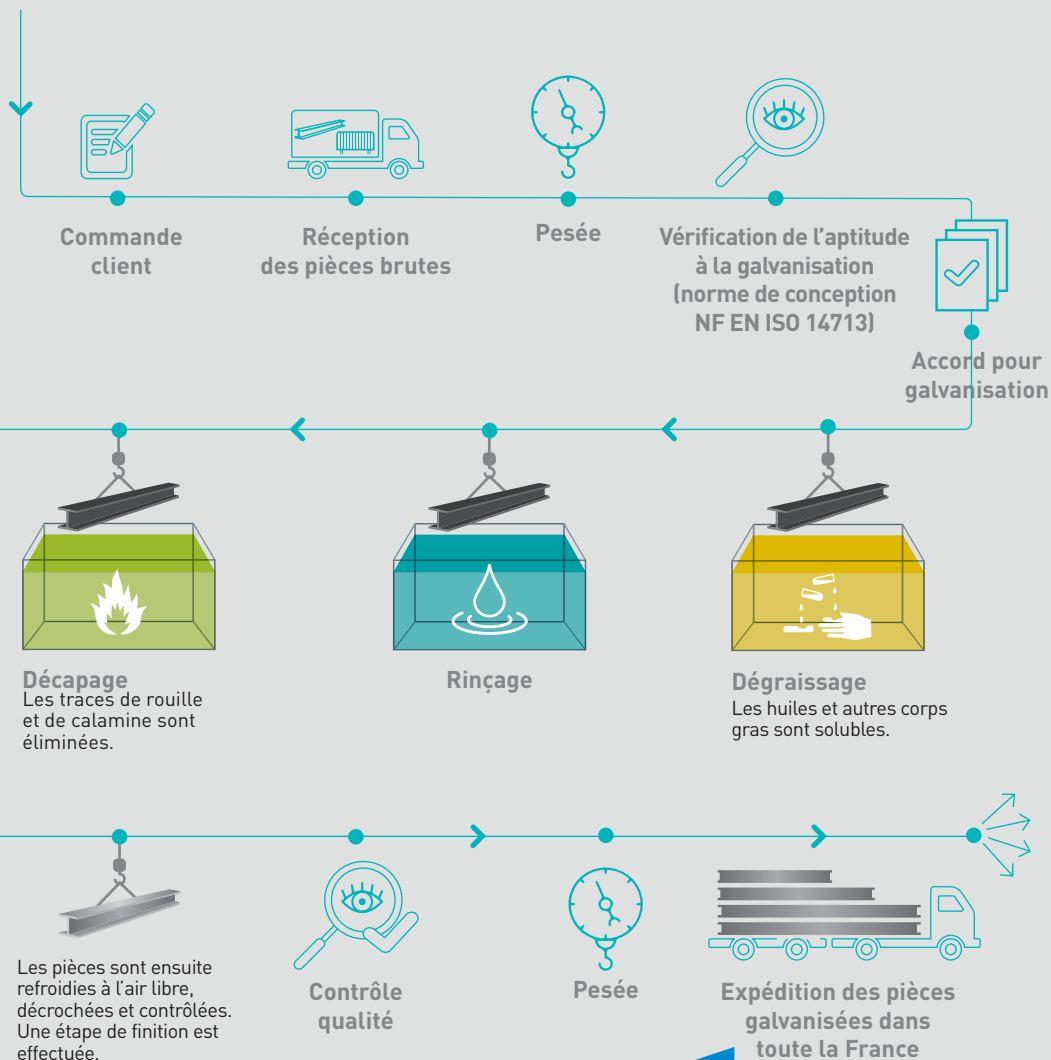 Commande
client
Réception
des pièces brutes
Pesée
Vérification de l'aptitude
à la galvanisation
(norme de conception
NF EN ISO 14713)
Accord pour
galvanisation
Dégraissage
Les huiles et autres corps
gras sont solubles.
Rinçage
Décapage
Les traces de rouille
et de calamine sont
éliminées.
Les pièces sont ensuite
refroidies à l'air libre,
décrochées et contrôlées.
Une étape de finition est
effectuée.
Contrôle
qualité
Pesée
Expédition des pièces
galvanisées dans
toute la France